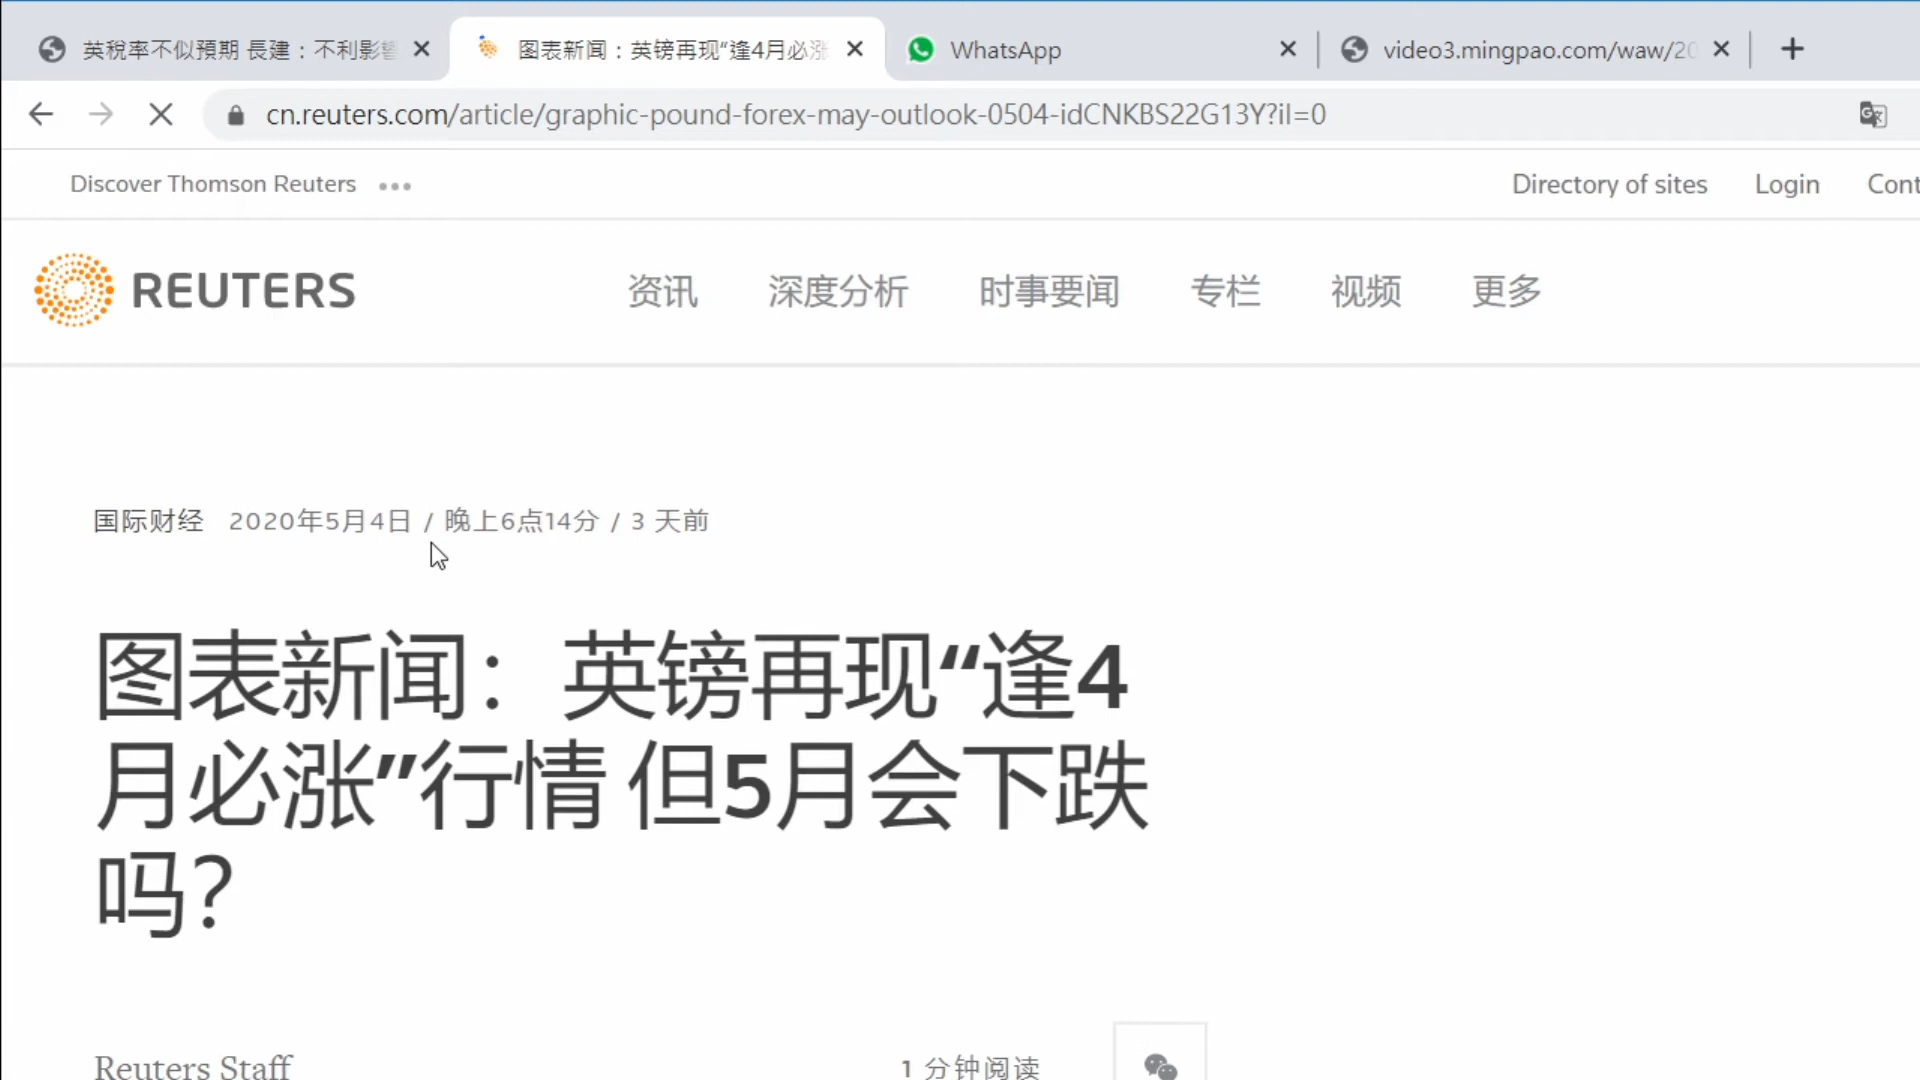 英稅率不似預期 長建：不利影響
图表新闻：英镑再现“逢4月必涨
WhatsApp
video3.mingpao.com/waw/20
cn.reuters.com/article/graphic-pound-forex-may-outlook-0504-idCNKBS22G13Y?il=0
Discover Thomson Reuters
Directory of sites
Login
Cont
REUTERS
资讯
深度分析
时事要闻
专栏
视频
更多
国际财经 2020年5月4日 / 晚上6点14分 / 3 天前
图表新闻：英镑再现“逢4
月必涨”行情 但5月会下跌
吗？
Reuters Staff
1 分钟阅读